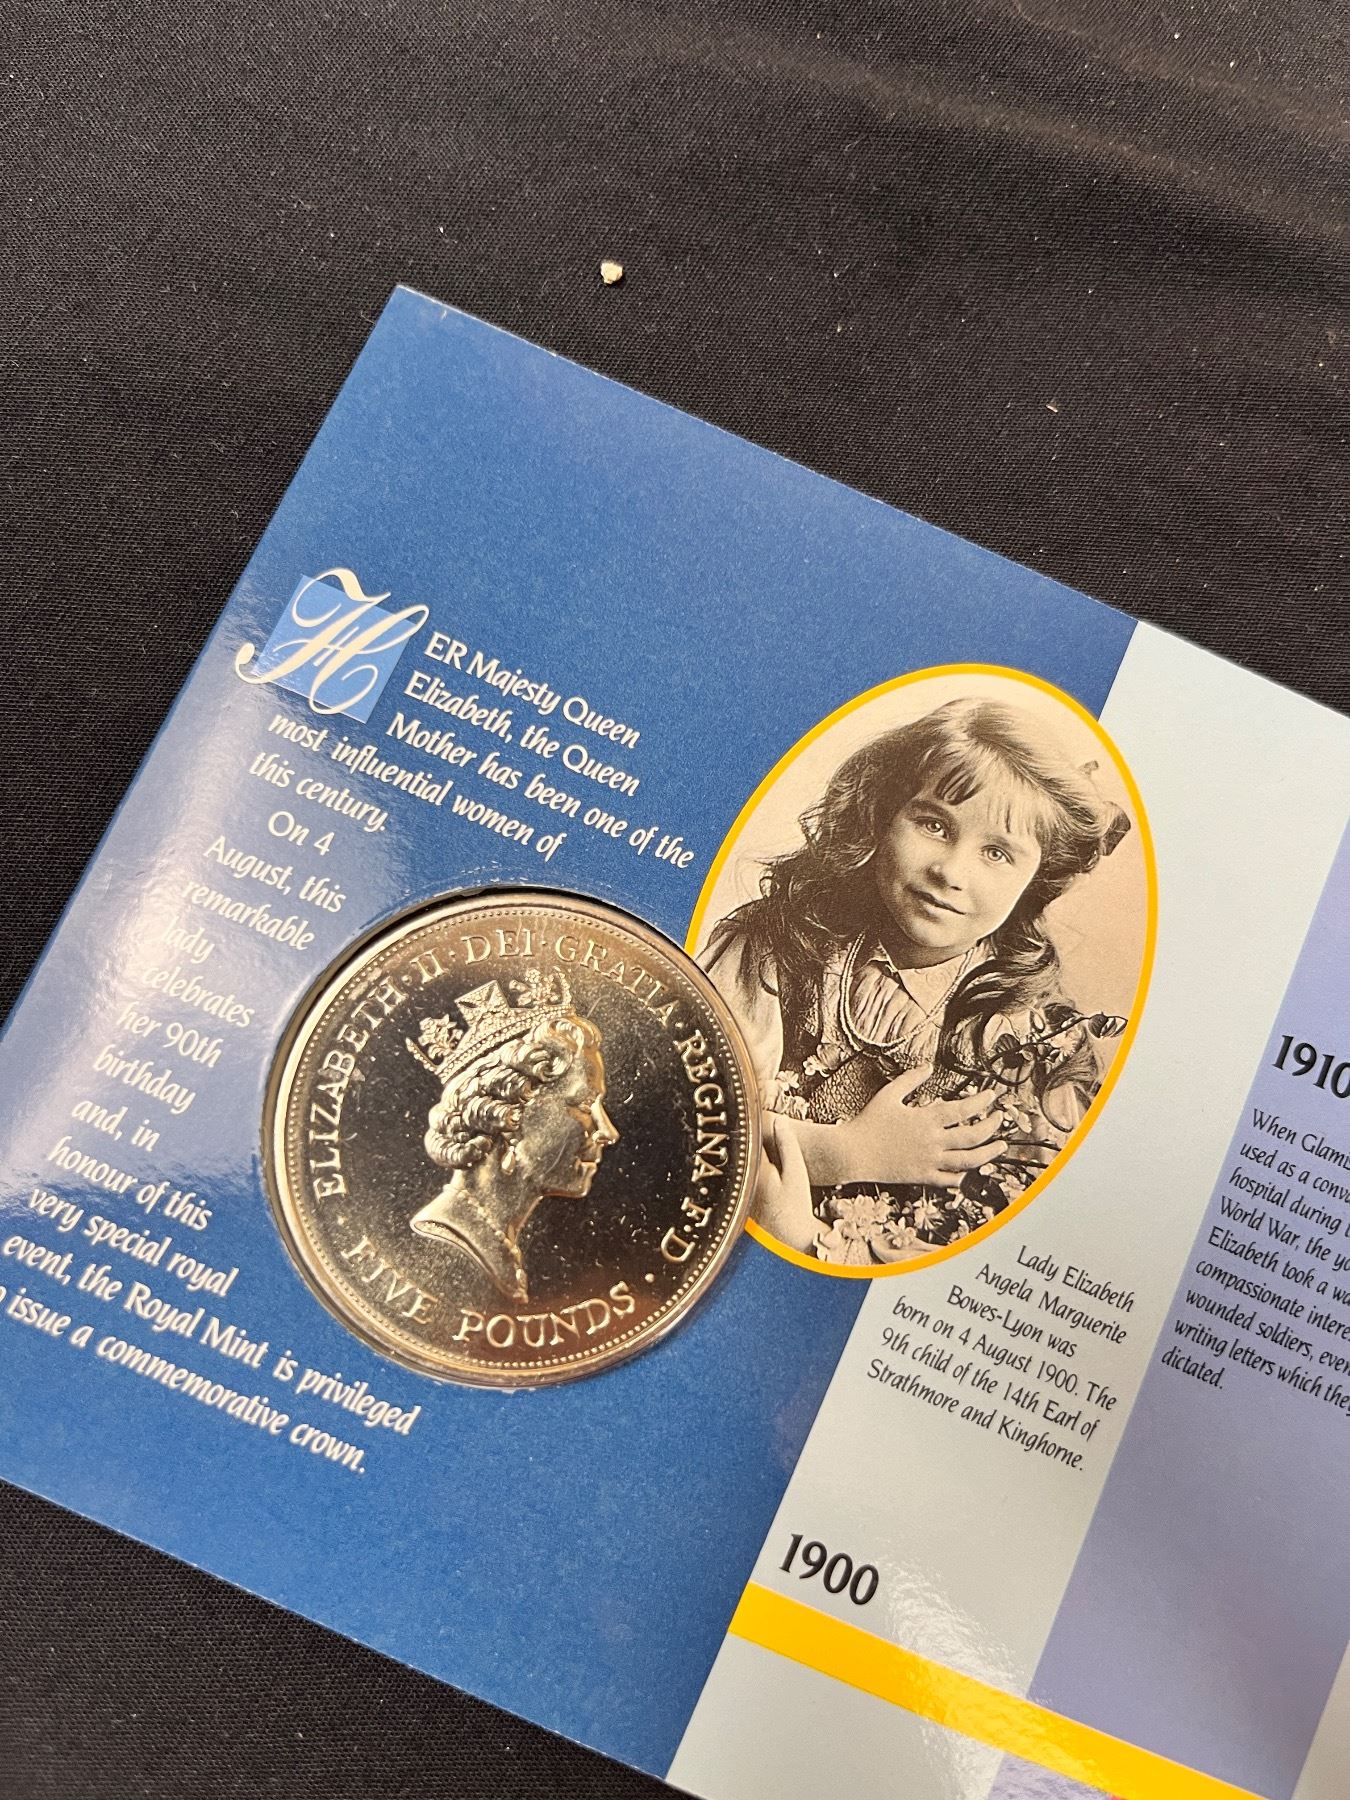 HER Majesty Queen
Elizabeth, the Queen
Mother has been one of the
most influential women of
this century.
On 4
August, this
remarkable
lady
celebrates
her 90th
birthday
and, in
honour of this
very special royal
event, the Royal Mint is privileged
issue a commemorative crown.
ELIZABETH·II·DEI·GRATIA·REGINA·F·D·
FIVE POUNDS
Lady Elizabeth
Angela Marguerite
Bowes-Lyon was
born on 4 August 1900. The
9th child of the 14th Earl of
Strathmore and Kinghorne.
1900
1910
When
used as a
hospital during
World War, the
Elizabeth took a
compassionate
wounded soldiers,
writing letters which
dictated.